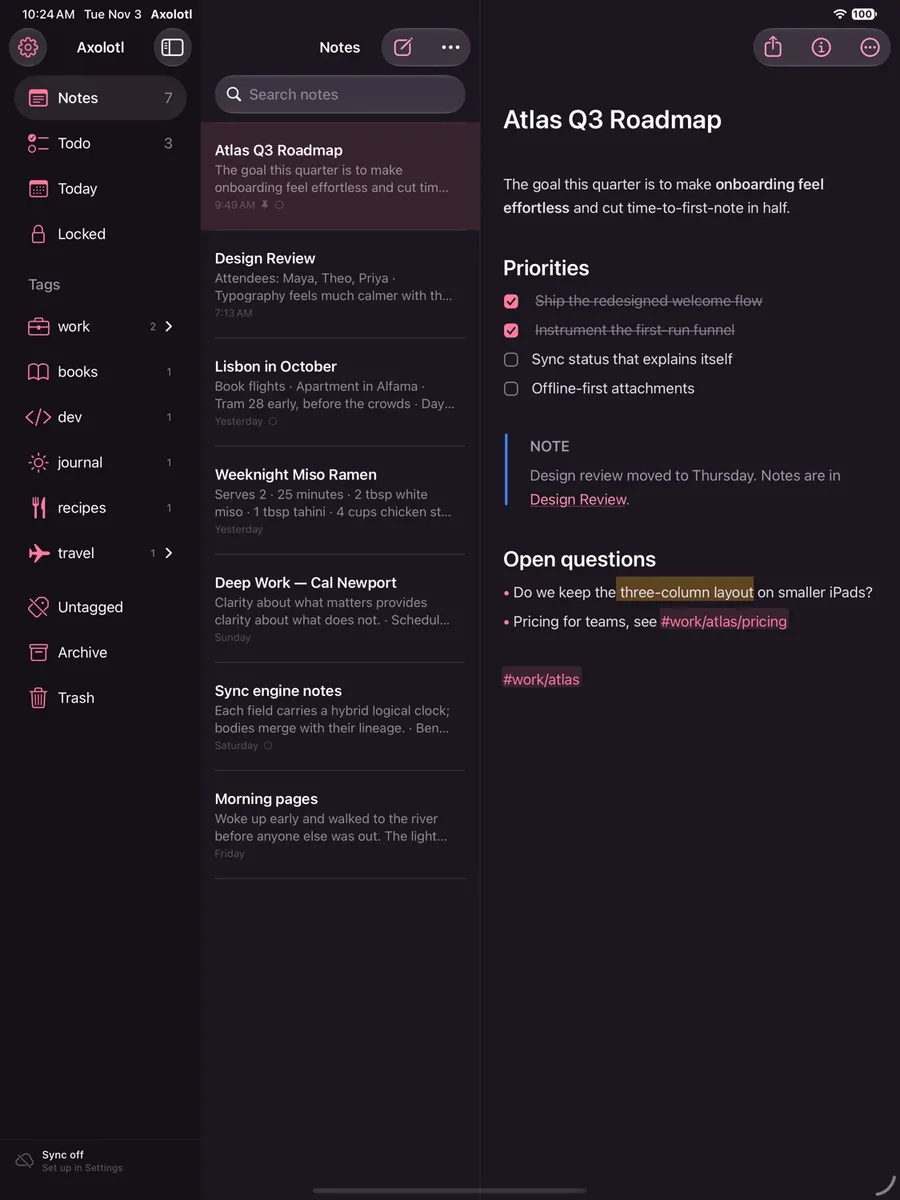 10:24 AM Tue Nov 3 Axolotl
100
Axolotl
Notes 7
Todo 3
Today
Locked
Tags
work 2
books 1
dev 1
journal 1
recipes 1
travel 1
Untagged
Archive
Trash
Sync off
Set up in Settings
Notes
Search notes
Atlas Q3 Roadmap
The goal this quarter is to make
onboarding feel effortless and cut tim...
9:49 AM
Design Review
Attendees: Maya, Theo, Priya ·
Typography feels much calmer with th...
7:13 AM
Lisbon in October
Book flights · Apartment in Alfama ·
Tram 28 early, before the crowds · Day...
Yesterday
Weeknight Miso Ramen
Serves 2 · 25 minutes · 2 tbsp white
miso · 1 tbsp tahini · 4 cups chicken st...
Yesterday
Deep Work — Cal Newport
Clarity about what matters provides
clarity about what does not. · Schedul...
Sunday
Sync engine notes
Each field carries a hybrid logical clock;
bodies merge with their lineage. · Ben...
Saturday
Morning pages
Woke up early and walked to the river
before anyone else was out. The light...
Friday
Atlas Q3 Roadmap
The goal this quarter is to make onboarding feel
effortless and cut time-to-first-note in half.
Priorities
Ship the redesigned welcome flow
Instrument the first-run funnel
Sync status that explains itself
Offline-first attachments
NOTE
Design review moved to Thursday. Notes are in
Design Review.
Open questions
• Do we keep the three-column layout on smaller iPads?
• Pricing for teams, see #work/atlas/pricing
#work/atlas